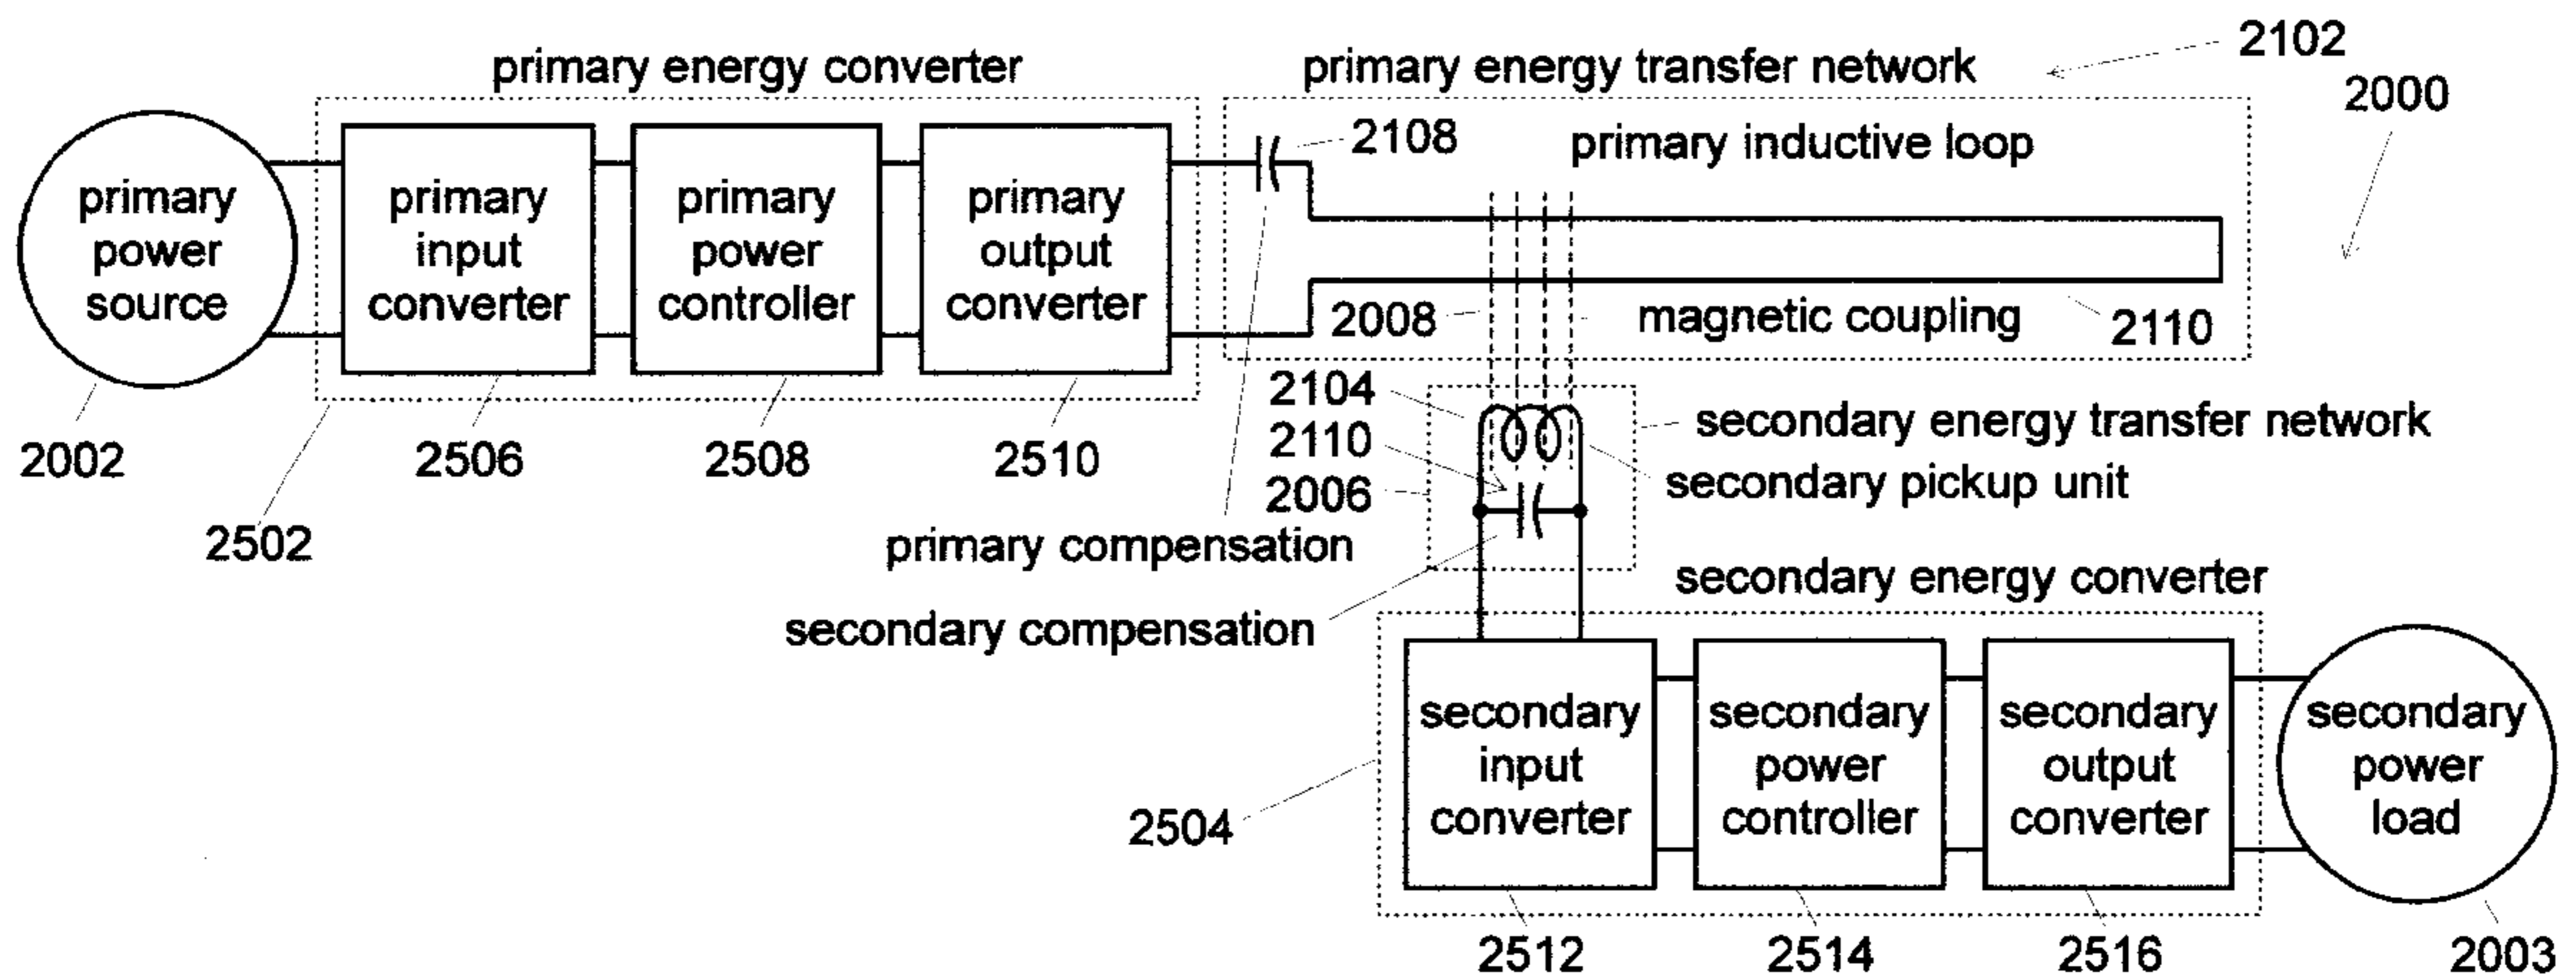 primary energy converter
primary energy transfer network
2102
2000
primary
power
source
primary
input
converter
primary
power
controller
primary
output
converter
2108
primary inductive loop
2008
magnetic coupling
2110
2002
2506
2508
2510
2502
2104
2110
2006
secondary energy transfer network
secondary pickup unit
primary compensation
secondary compensation
secondary energy converter
secondary
input
converter
secondary
power
controller
secondary
output
converter
secondary
power
load
2504
2512
2514
2516
2003